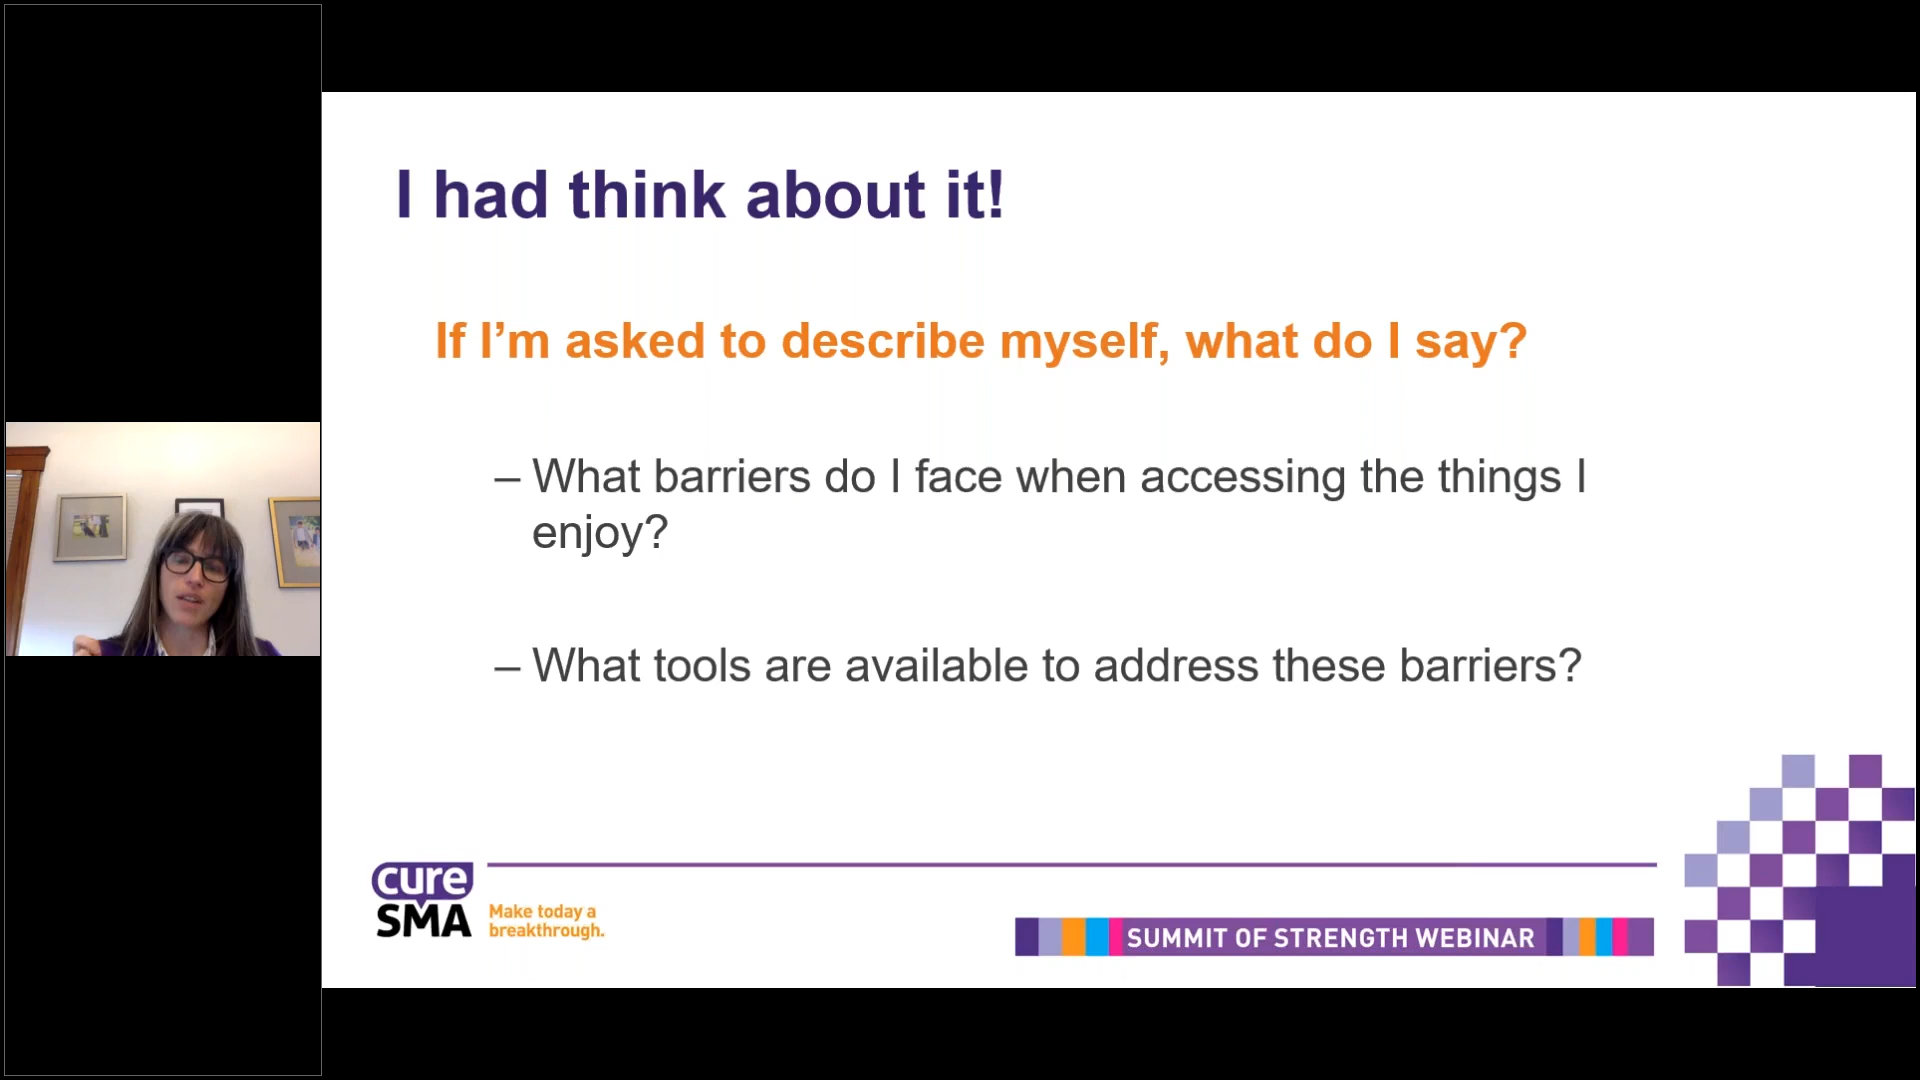 I had think about it!
If I’m asked to describe myself, what do I say?
– What barriers do I face when accessing the things I
enjoy?
– What tools are available to address these barriers?
cure
SMA
Make today a
breakthrough.
SUMMIT OF STRENGTH WEBINAR